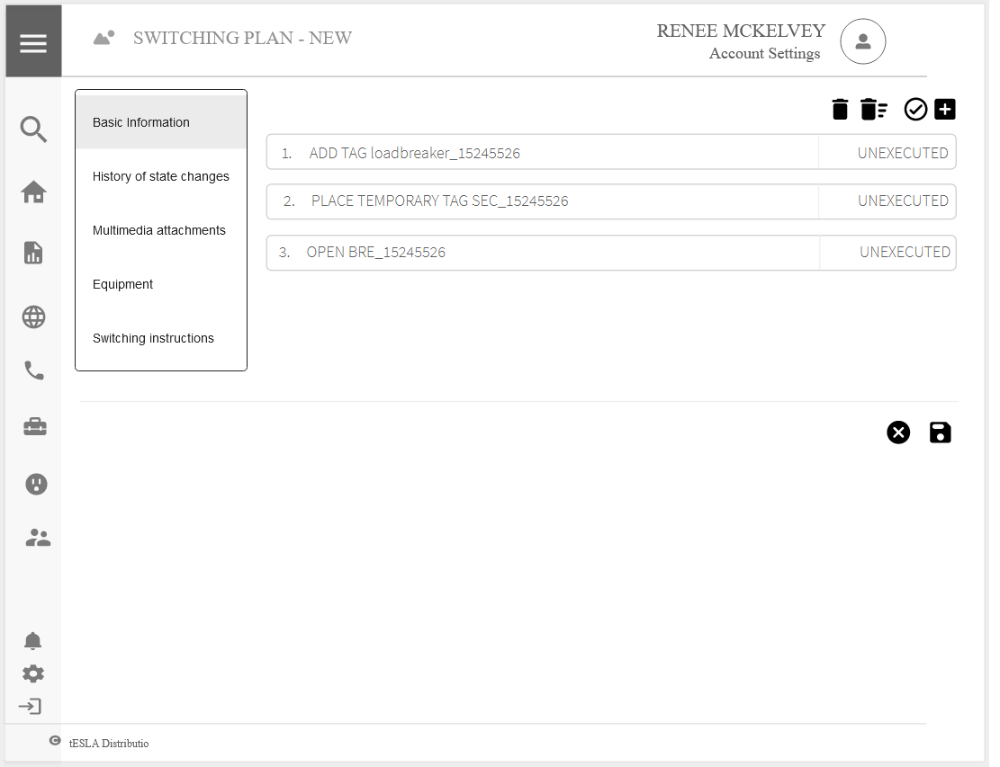 SWITCHING PLAN - NEW
RENEE MCKELVEY
Account Settings
Basic Information
History of state changes
Multimedia attachments
Equipment
Switching instructions
1. ADD TAG loadbreaker_15245526 UNEXECUTED
2. PLACE TEMPORARY TAG SEC_15245526 UNEXECUTED
3. OPEN BRE_15245526 UNEXECUTED
© tESLA Distributio